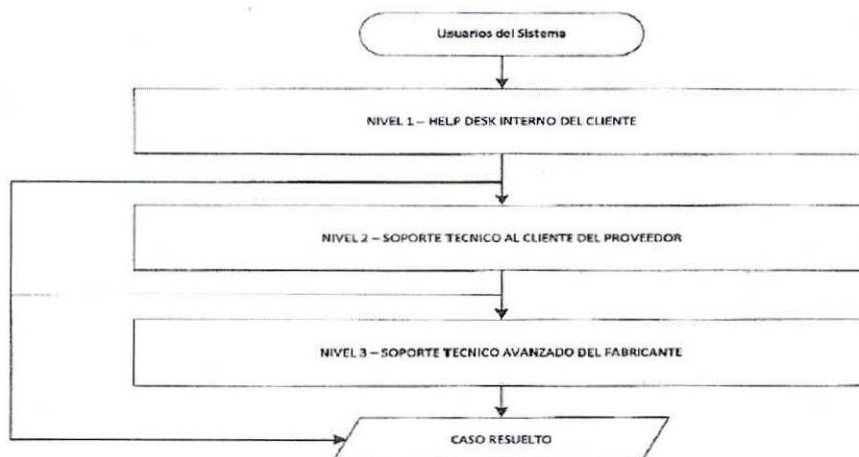 Usuarios del Sistema
NIVEL 1 – HELP DESK INTERNO DEL CLIENTE
NIVEL 2 – SOPORTE TECNICO AL CLIENTE DEL PROVEEDOR
NIVEL 3 – SOPORTE TECNICO AVANZADO DEL FABRICANTE
CASO RESUELTO